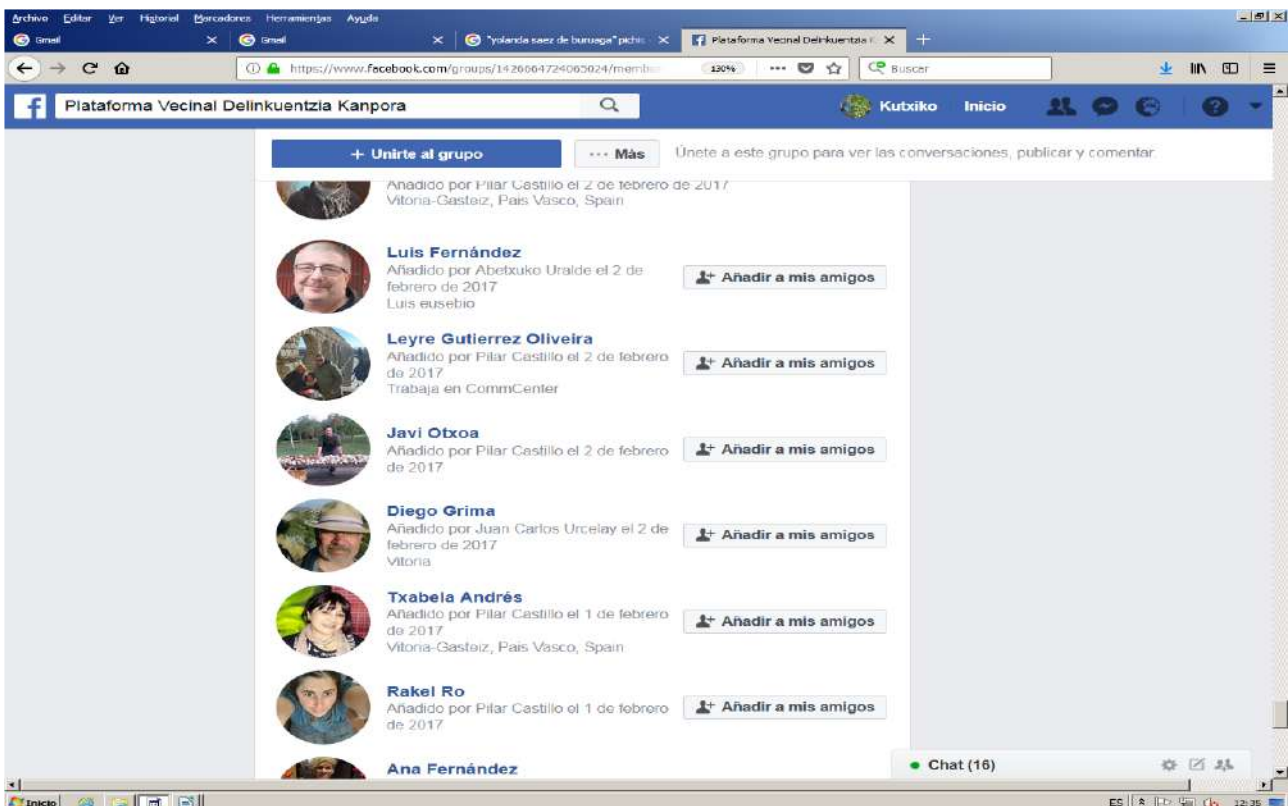 Archivo Editar Ver Historial Marcadores Herramientas Ayuda
Gmail
Gmail
"yolanda saez de buruaga" pichic
Plataforma Vecinal Delinkuentzia K
https://www.facebook.com/groups/1426664724065024/member
130%
Buscar
Plataforma Vecinal Delinkuentzia Kanpora
Kutxiko Inicio
+ Unirte al grupo
··· Más
Únete a este grupo para ver las conversaciones, publicar y comentar.
Añadido por Pilar Castillo el 2 de febrero de 2017
Vitoria-Gasteiz, Pais Vasco, Spain
Luis Fernández
Añadido por Abetxuko Uralde el 2 de
febrero de 2017
Luis eusebio
Añadir a mis amigos
Leyre Gutierrez Oliveira
Añadido por Pilar Castillo el 2 de febrero
de 2017
Trabaja en CommCenter
Añadir a mis amigos
Javi Otxoa
Añadido por Pilar Castillo el 2 de febrero
de 2017
Añadir a mis amigos
Diego Grima
Añadido por Juan Carlos Urcelay el 2 de
febrero de 2017
Vitoria
Añadir a mis amigos
Txabela Andrés
Añadido por Pilar Castillo el 1 de febrero
de 2017
Vitoria-Gasteiz, Pais Vasco, Spain
Añadir a mis amigos
Rakel Ro
Añadido por Pilar Castillo el 1 de febrero
de 2017
Añadir a mis amigos
Ana Fernández
Chat (16)
Inicio
ES
12:35